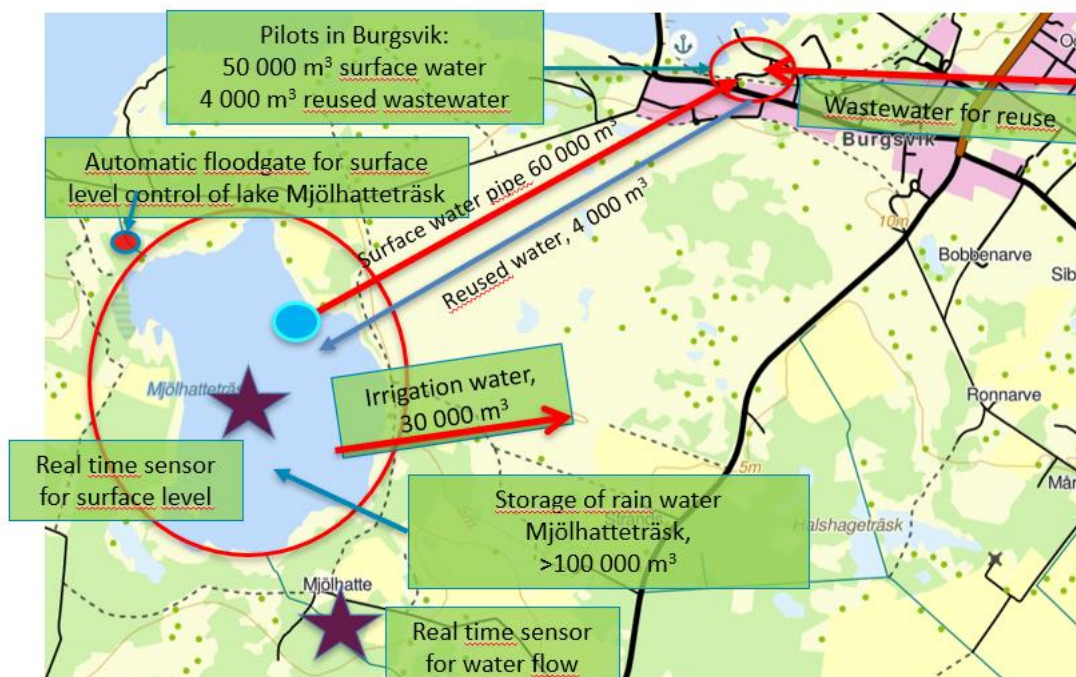 Pilots in Burgsvik:
50 000 m³ surface water
4 000 m³ reused wastewater
Wastewater for reuse
Burgsvik
Automatic floodgate for surface
level control of lake Mjölhatteträsk
Surface water pipe 60 000 m³
Reused water, 4 000 m³
10m
Bobbenarve
Mjölhatteträsk
Irrigation water,
30 000 m³
Ronnarve
Real time sensor
for surface level
5m
5m
Storage of rain water
Mjölhatteträsk,
>100 000 m³
Halshageträsk
Mjölhatte
Real time sensor
for water flow